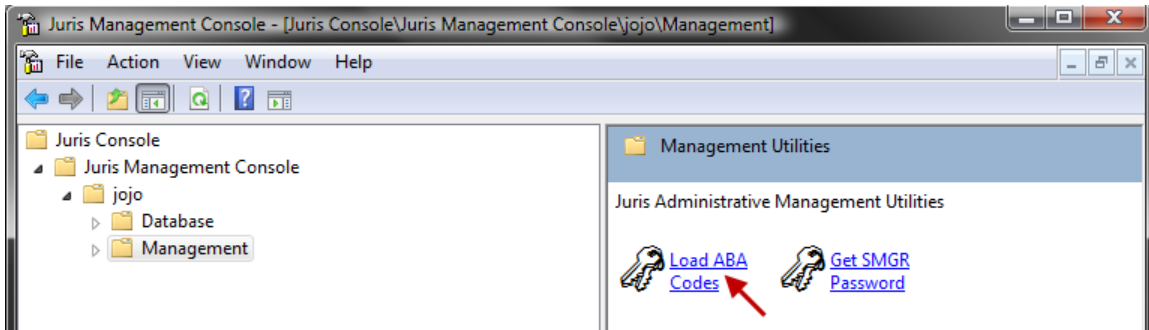 Juris Management Console - [Juris Console\Juris Management Console\jojo\Management]
File Action View Window Help
Juris Console
Juris Management Console
jojo
Database
Management
Management Utilities
Juris Administrative Management Utilities
Load ABA
Codes
Get SMGR
Password